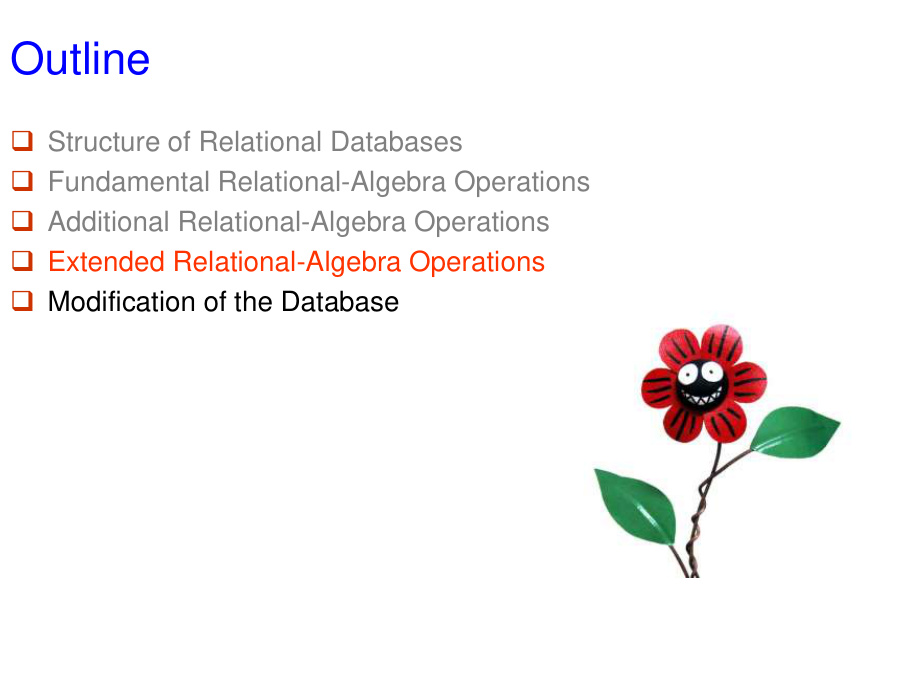 Outline
Structure of Relational Databases
Fundamental Relational-Algebra Operations
Additional Relational-Algebra Operations
Extended Relational-Algebra Operations
Modification of the Database